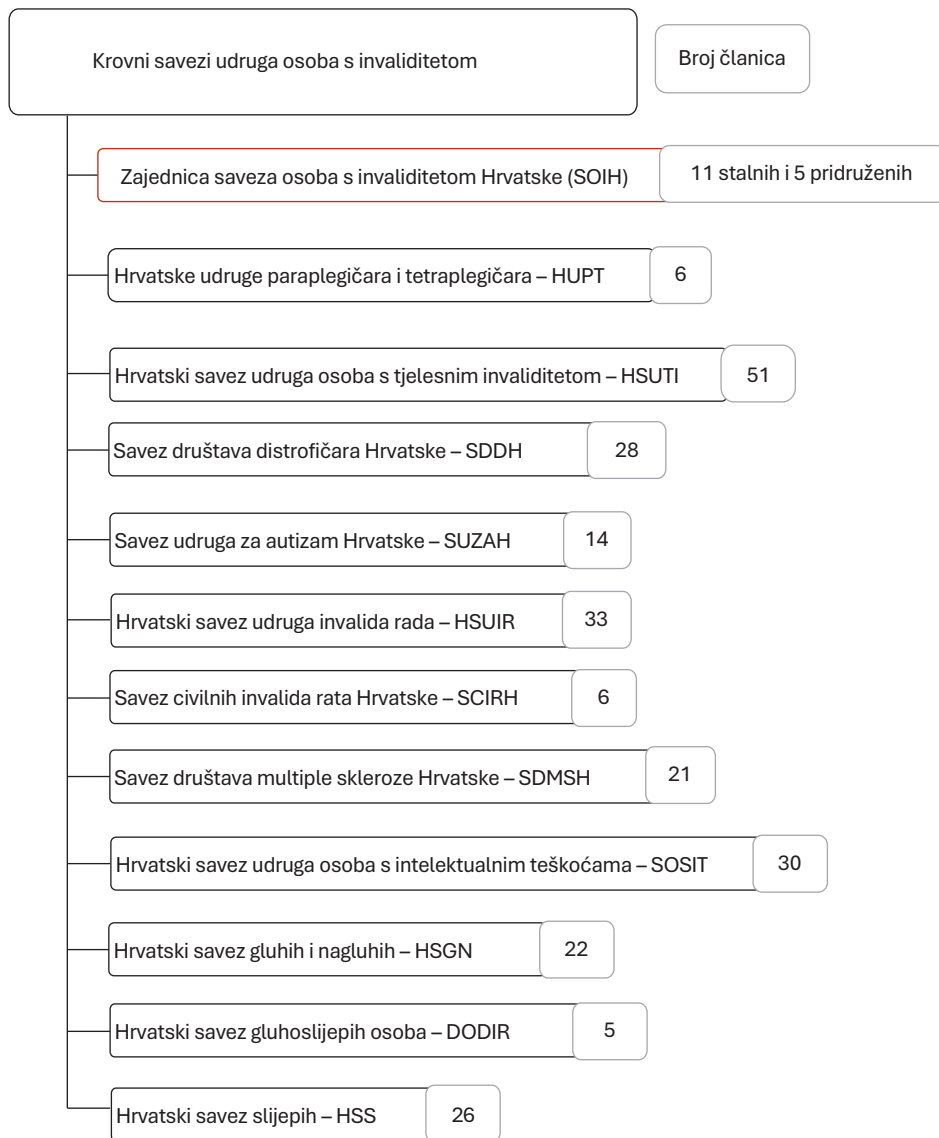 Krovni savezi udruga osoba s invaliditetom
Broj članica
Zajednica saveza osoba s invaliditetom Hrvatske (SOIH)
11 stalnih i 5 pridruženih
Hrvatske udruge paraplegičara i tetraplegičara – HUPT
6
Hrvatski savez udruga osoba s tjelesnim invaliditetom – HSUTI
51
Savez društava distrofičara Hrvatske – SDDH
28
Savez udruga za autizam Hrvatske – SUZAH
14
Hrvatski savez udruga invalida rada – HSUIR
33
Savez civilnih invalida rata Hrvatske – SCIRH
6
Savez društava multiple skleroze Hrvatske – SDMSH
21
Hrvatski savez udruga osoba s intelektualnim teškoćama – SOSIT
30
Hrvatski savez gluhih i nagluhih – HSGN
22
Hrvatski savez gluhoslijepih osoba – DODIR
5
Hrvatski savez slijepih – HSS
26